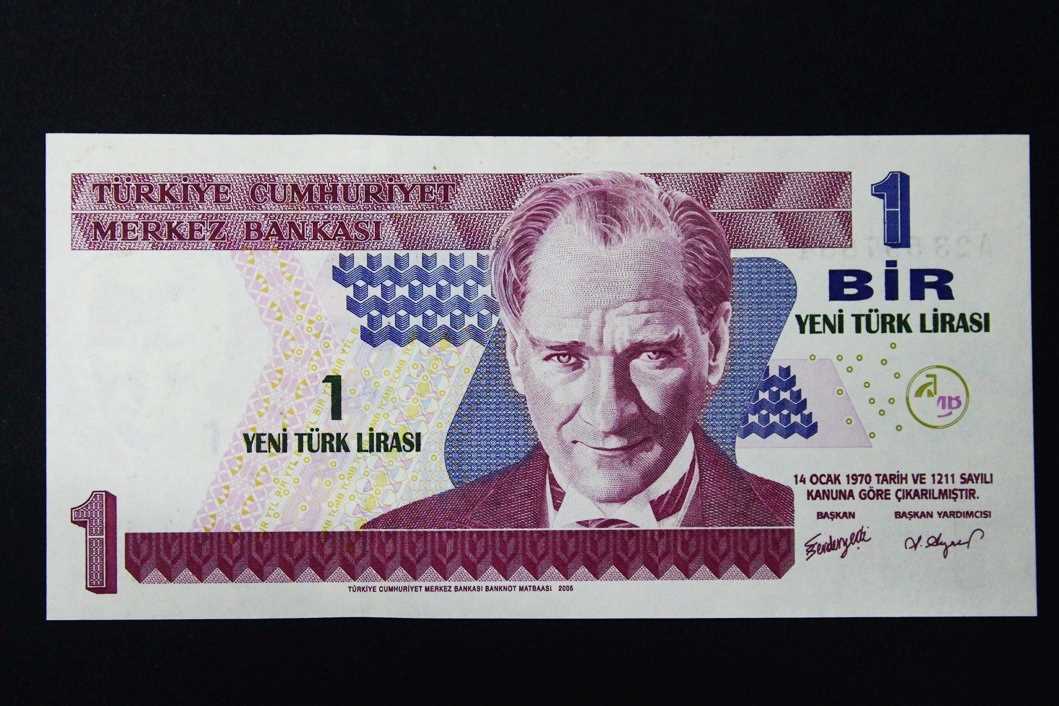 TÜRKİYE CUMHURİYET
MERKEZ BANKASI
1
BİR
YENİ TÜRK LİRASI
1
YENİ TÜRK LİRASI
14 OCAK 1970 TARİH VE 1211 SAYILI
KANUNA GÖRE ÇIKARILMIŞTIR.
BAŞKAN BAŞKAN YARDIMCISI
1
TÜRKİYE CUMHURİYET MERKEZ BANKASI BANKNOT MATBAASI 2005